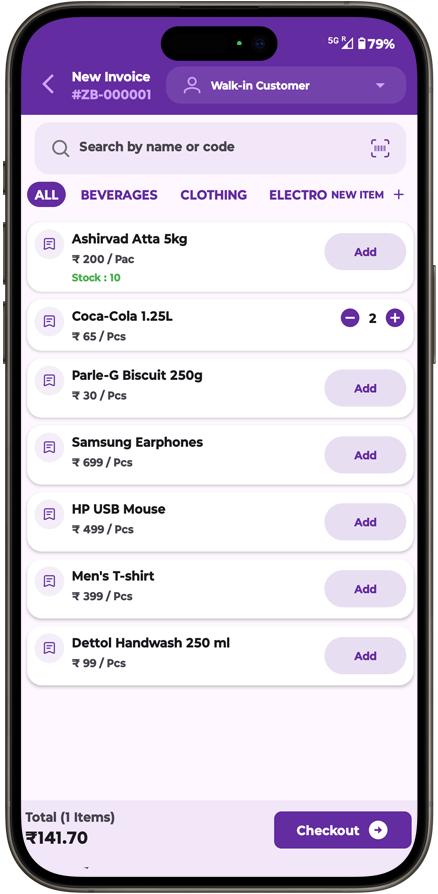 5G R 79%
New Invoice
#ZB-000001
Walk-in Customer
Search by name or code
ALL BEVERAGES CLOTHING ELECTRO NEW ITEM +
Ashirvad Atta 5kg
₹ 200 / Pac
Stock : 10
Add
Coca-Cola 1.25L
₹ 65 / Pcs
2
Parle-G Biscuit 250g
₹ 30 / Pcs
Add
Samsung Earphones
₹ 699 / Pcs
Add
HP USB Mouse
₹ 499 / Pcs
Add
Men's T-shirt
₹ 399 / Pcs
Add
Dettol Handwash 250 ml
₹ 99 / Pcs
Add
Total (1 Items)
₹141.70
Checkout